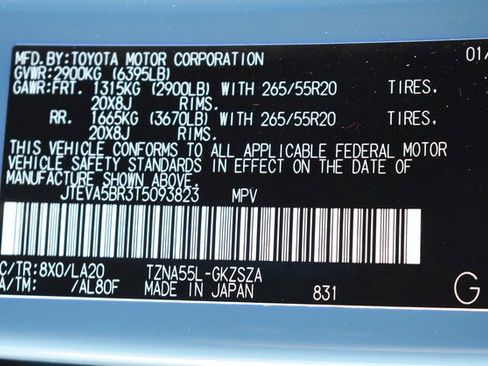 MFD.BY:TOYOTA MOTOR CORPORATION 01/
GVWR:2900KG (6395LB)
GAWR:FRT. 1315KG (2900LB) WITH 265/55R20 TIRES,
20X8J RIMS.
RR. 1665KG (3670LB) WITH 265/55R20 TIRES,
20X8J RIMS.
THIS VEHICLE CONFORMS TO ALL APPLICABLE FEDERAL MOTOR
VEHICLE SAFETY STANDARDS IN EFFECT ON THE DATE OF
MANUFACTURE SHOWN ABOVE.
JTEVA5BR3T5093823 MPV
C/TR:8X0/LA20 TZNA55L-GKZSZA
A/TM: /AL80F MADE IN JAPAN 831 G